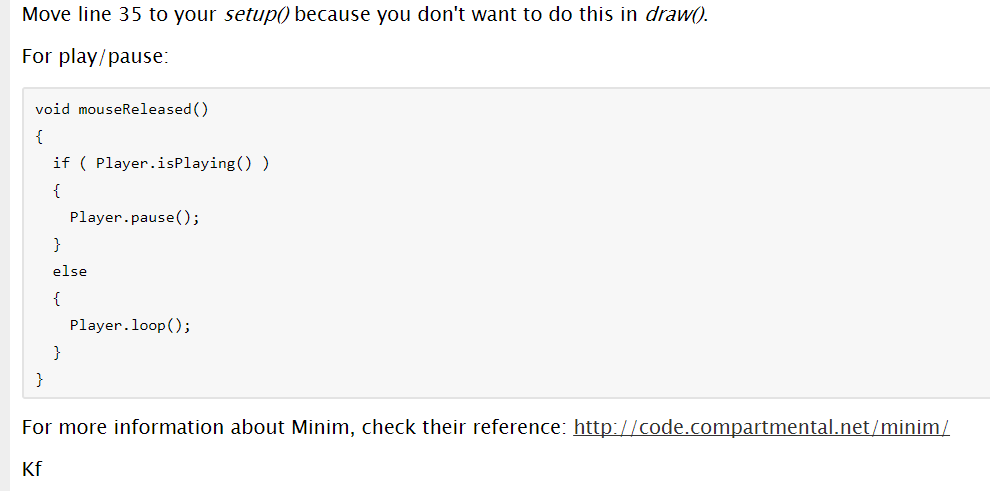 Move line 35 to your setup() because you don't want to do this in draw().
For play/pause:
void mouseReleased()
{
  if ( Player.isPlaying() )
  {
    Player.pause();
  }
  else
  {
    Player.loop();
  }
}
For more information about Minim, check their reference: http://code.compartmental.net/minim/
Kf